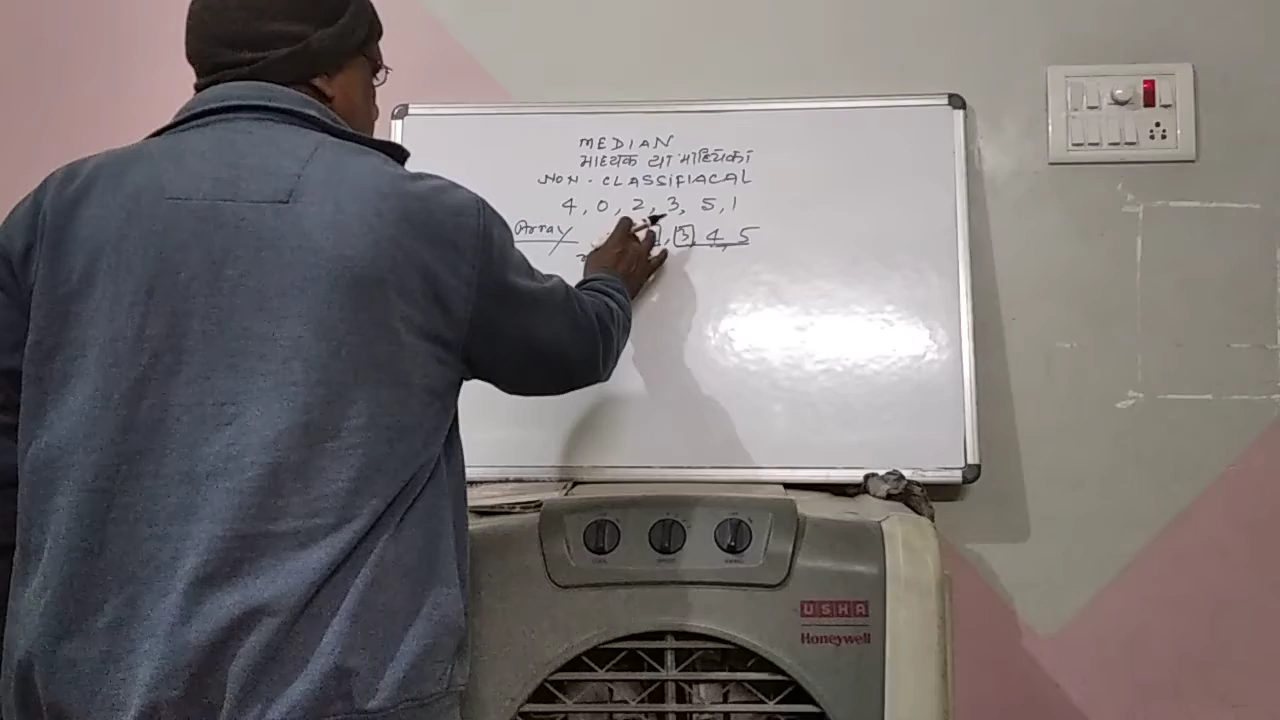 MEDIAN
माध्यक या माध्यिका
NON - CLASSIFIACAL
4, 0, 2, 3, 5, 1
Array , 3, 4, 5
USHA
Honeywell